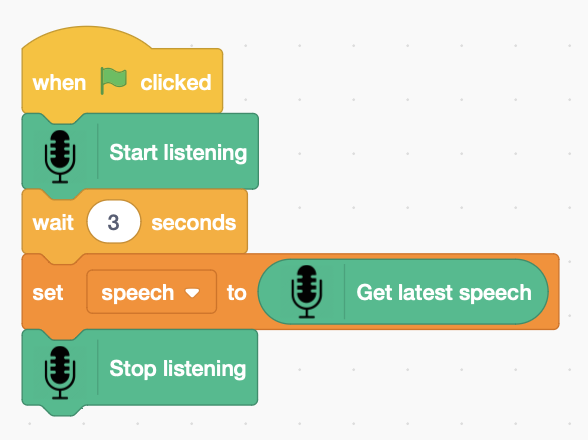 when clicked
Start listening
wait 3 seconds
set speech to Get latest speech
Stop listening